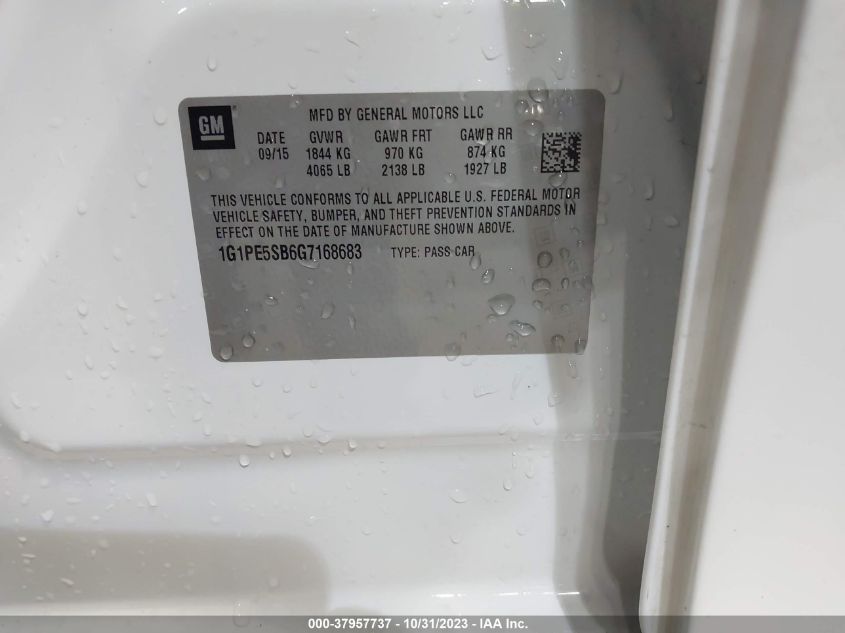 GM
MFD BY GENERAL MOTORS LLC
DATE GVWR GAWR FRT GAWR RR
09/15 1844 KG 970 KG 874 KG
4065 LB 2138 LB 1927 LB
THIS VEHICLE CONFORMS TO ALL APPLICABLE U.S. FEDERAL MOTOR
VEHICLE SAFETY, BUMPER, AND THEFT PREVENTION STANDARDS IN
EFFECT ON THE DATE OF MANUFACTURE SHOWN ABOVE.
1G1PE5SB6G7168683 TYPE: PASS CAR
000-37957737 - 10/31/2023 - IAA Inc.